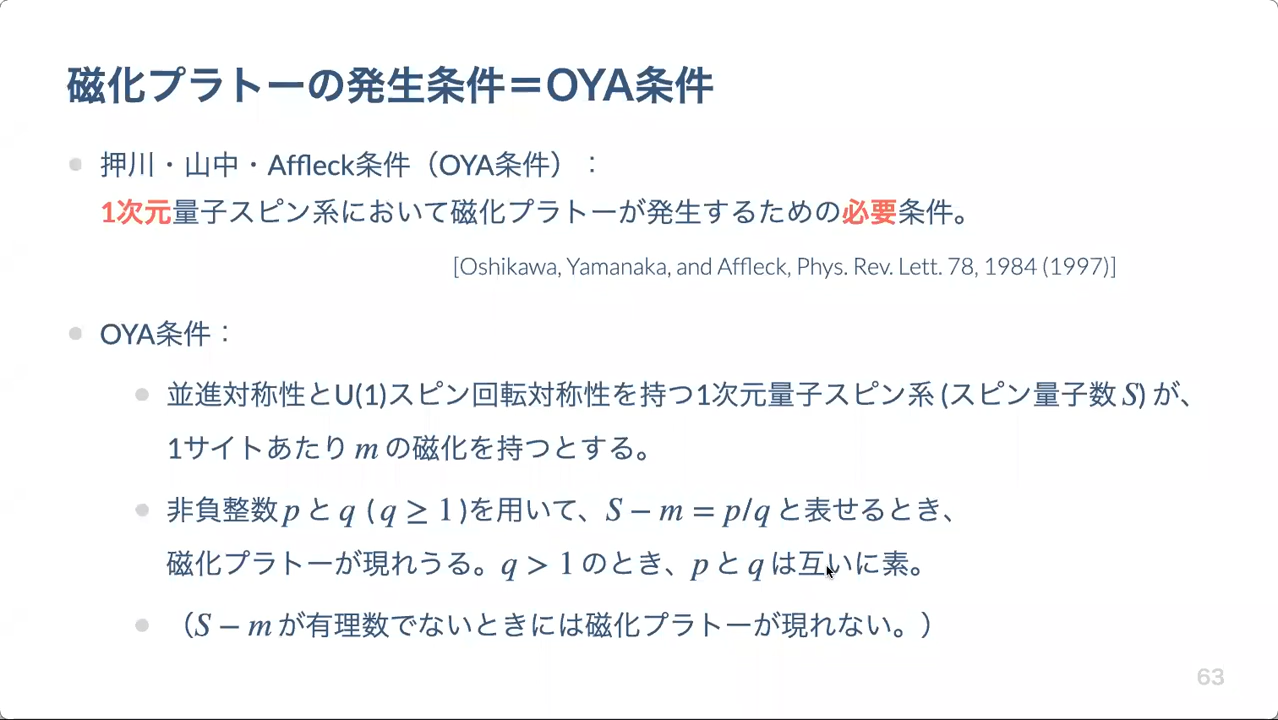 磁化プラトーの発生条件＝OYA条件
押川・山中・Affleck条件（OYA条件）：
1次元量子スピン系において磁化プラトーが発生するための必要条件。
[Oshikawa, Yamanaka, and Affleck, Phys. Rev. Lett. 78, 1984 (1997)]
OYA条件：
並進対称性とU(1)スピン回転対称性を持つ1次元量子スピン系 (スピン量子数 S) が、
1サイトあたり m の磁化を持つとする。
非負整数 p と q ( q ≥ 1 )を用いて、S − m = p/q と表せるとき、
磁化プラトーが現れうる。q > 1 のとき、p と q は互いに素。
（S − m が有理数でないときには磁化プラトーが現れない。）
63